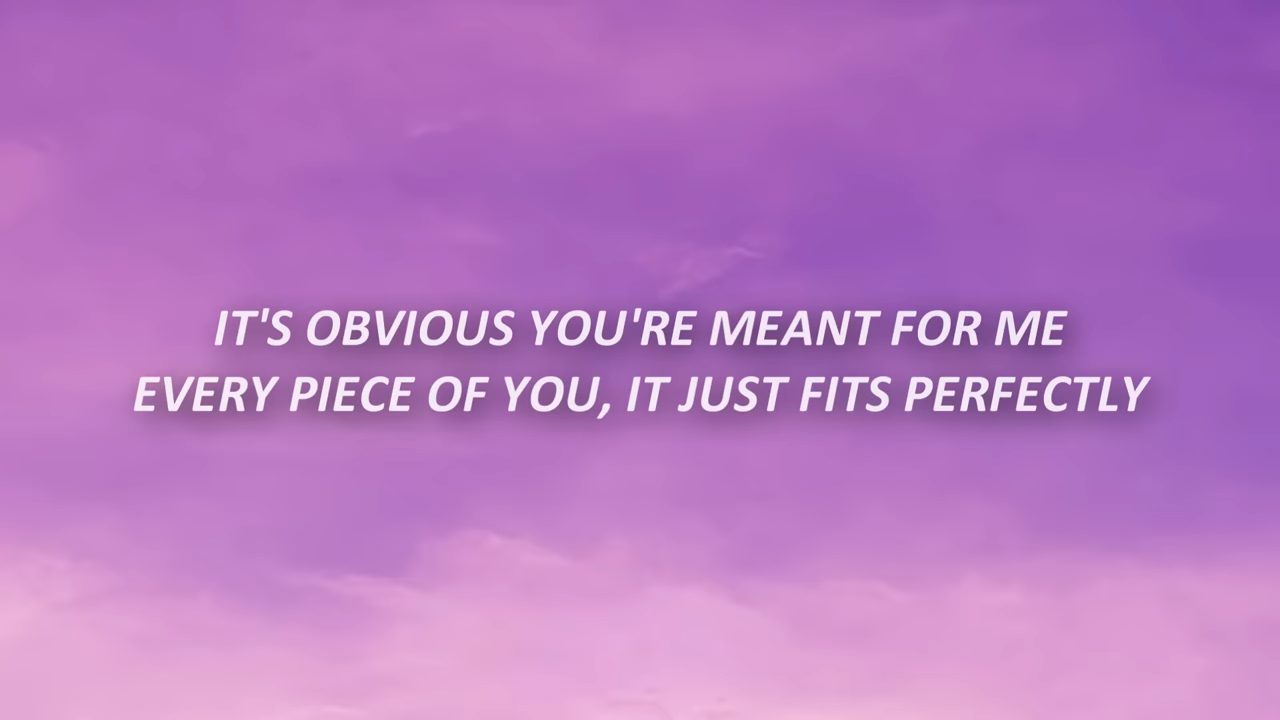 IT'S OBVIOUS YOU'RE MEANT FOR ME
EVERY PIECE OF YOU, IT JUST FITS PERFECTLY